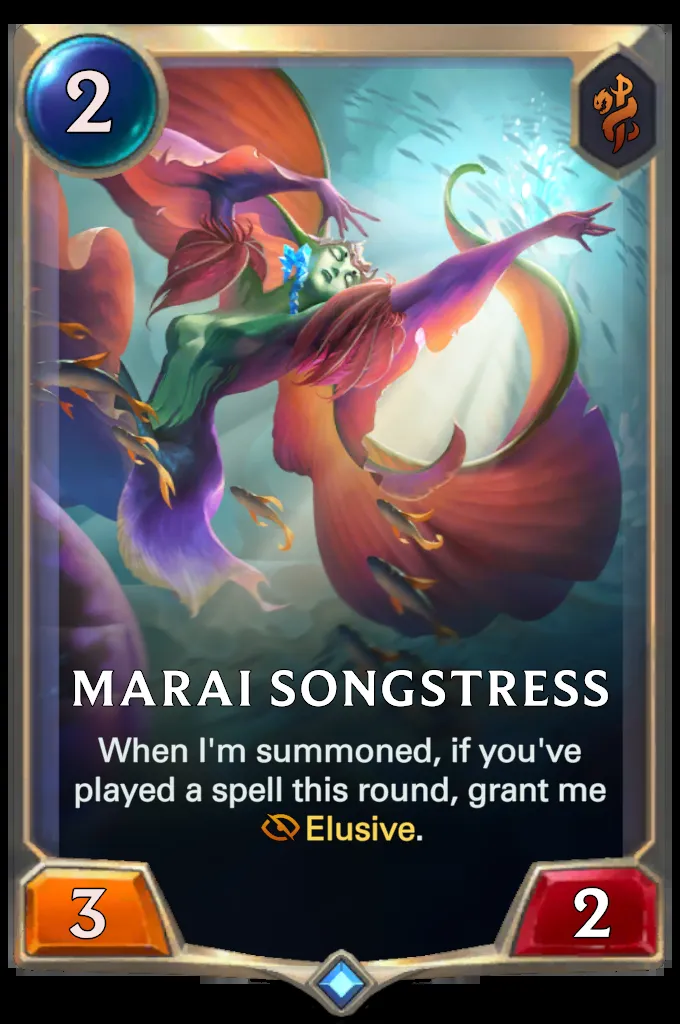 2
MARAI SONGSTRESS
When I'm summoned, if you've
played a spell this round, grant me
Elusive.
3
2